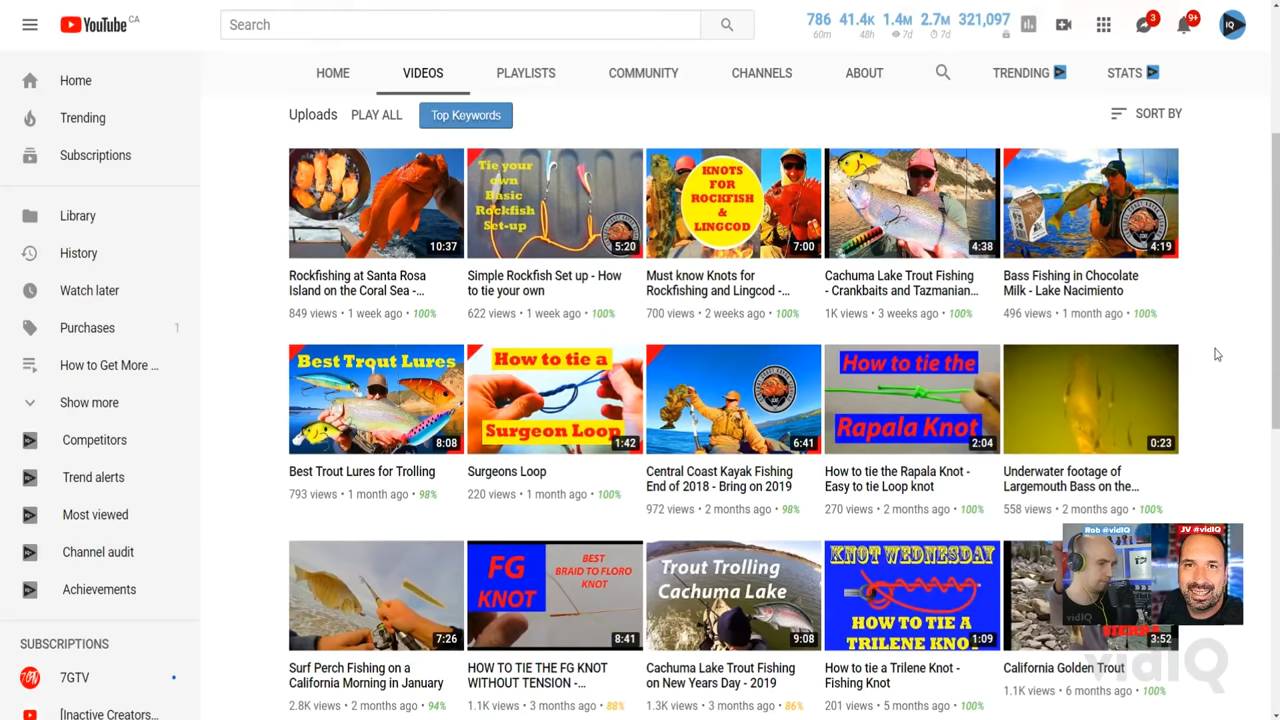 YouTube CA
Search
786 41.4K 1.4M 2.7M 321,097
60m 48h 7d 7d
3 9+ IQ
HOME VIDEOS PLAYLISTS COMMUNITY CHANNELS ABOUT TRENDING STATS
Home
Trending
Subscriptions
Library
History
Watch later
Purchases 1
How to Get More ...
Show more
Competitors
Trend alerts
Most viewed
Channel audit
Achievements
SUBSCRIPTIONS
7GTV
[Inactive Creators...
Uploads PLAY ALL Top Keywords SORT BY
10:37
Rockfishing at Santa Rosa
Island on the Coral Sea -...
849 views • 1 week ago • 100%
Tie your
own
Basic
Rockfish
Set-up
5:20
Simple Rockfish Set up - How
to tie your own
622 views • 1 week ago • 100%
KNOTS
FOR
ROCKFISH
&
LINGCOD
7:00
Must know Knots for
Rockfishing and Lingcod -...
700 views • 2 weeks ago • 100%
4:38
Cachuma Lake Trout Fishing
- Crankbaits and Tazmanian...
1K views • 3 weeks ago • 100%
4:19
Bass Fishing in Chocolate
Milk - Lake Nacimiento
496 views • 1 month ago • 100%
Best Trout Lures
8:08
Best Trout Lures for Trolling
793 views • 1 month ago • 98%
How to tie a
Surgeon Loop
1:42
Surgeons Loop
220 views • 1 month ago • 100%
6:41
Central Coast Kayak Fishing
End of 2018 - Bring on 2019
972 views • 2 months ago • 98%
How to tie the
Rapala Knot
2:04
How to tie the Rapala Knot -
Easy to tie Loop knot
270 views • 2 months ago • 100%
0:23
Underwater footage of
Largemouth Bass on the...
558 views • 2 months ago • 100%
7:26
Surf Perch Fishing on a
California Morning in January
2.8K views • 2 months ago • 94%
FG
KNOT
BEST
BRAID TO FLORO
KNOT
8:41
HOW TO TIE THE FG KNOT
WITHOUT TENSION -...
1.1K views • 3 months ago • 88%
Trout Trolling
Cachuma Lake
9:08
Cachuma Lake Trout Fishing
on New Years Day - 2019
1.3K views • 3 months ago • 86%
KNOT WEDNESDAY
HOW TO TIE A
TRILENE KNOT
1:09
How to tie a Trilene Knot -
Fishing Knot
201 views • 5 months ago • 100%
3:52
California Golden Trout
1.1K views • 6 months ago • 100%
Rob @vidIQ JV @vidIQ
vidIQ
vidIQ